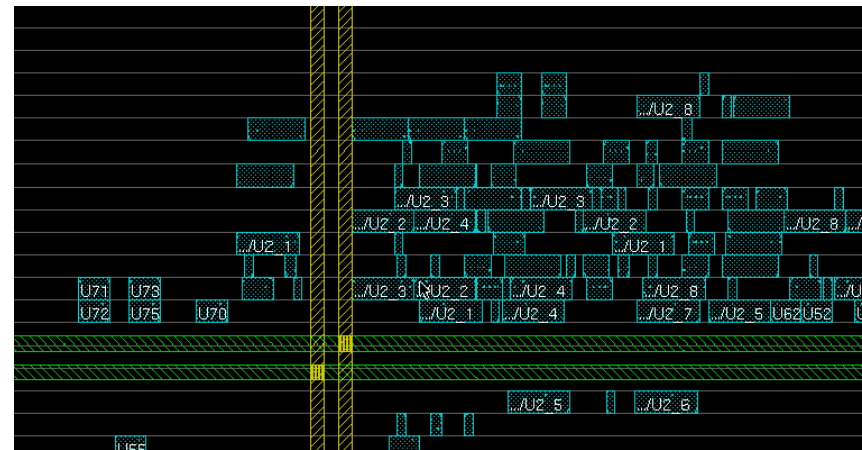 .../U2_8
.../U2_3 .../U2_3
.../U2_2 .../U2_4 .../U2_2 .../U2_8 .../
.../U2_1 .../U2_1
U71 U73 .../U2_3 .../U2_2 .../U2_4 .../U2_8 .../U
U72 U75 U70 .../U2_1 .../U2_4 .../U2_7 .../U2_5 U62 U52 U
.../U2_5 .../U2_6